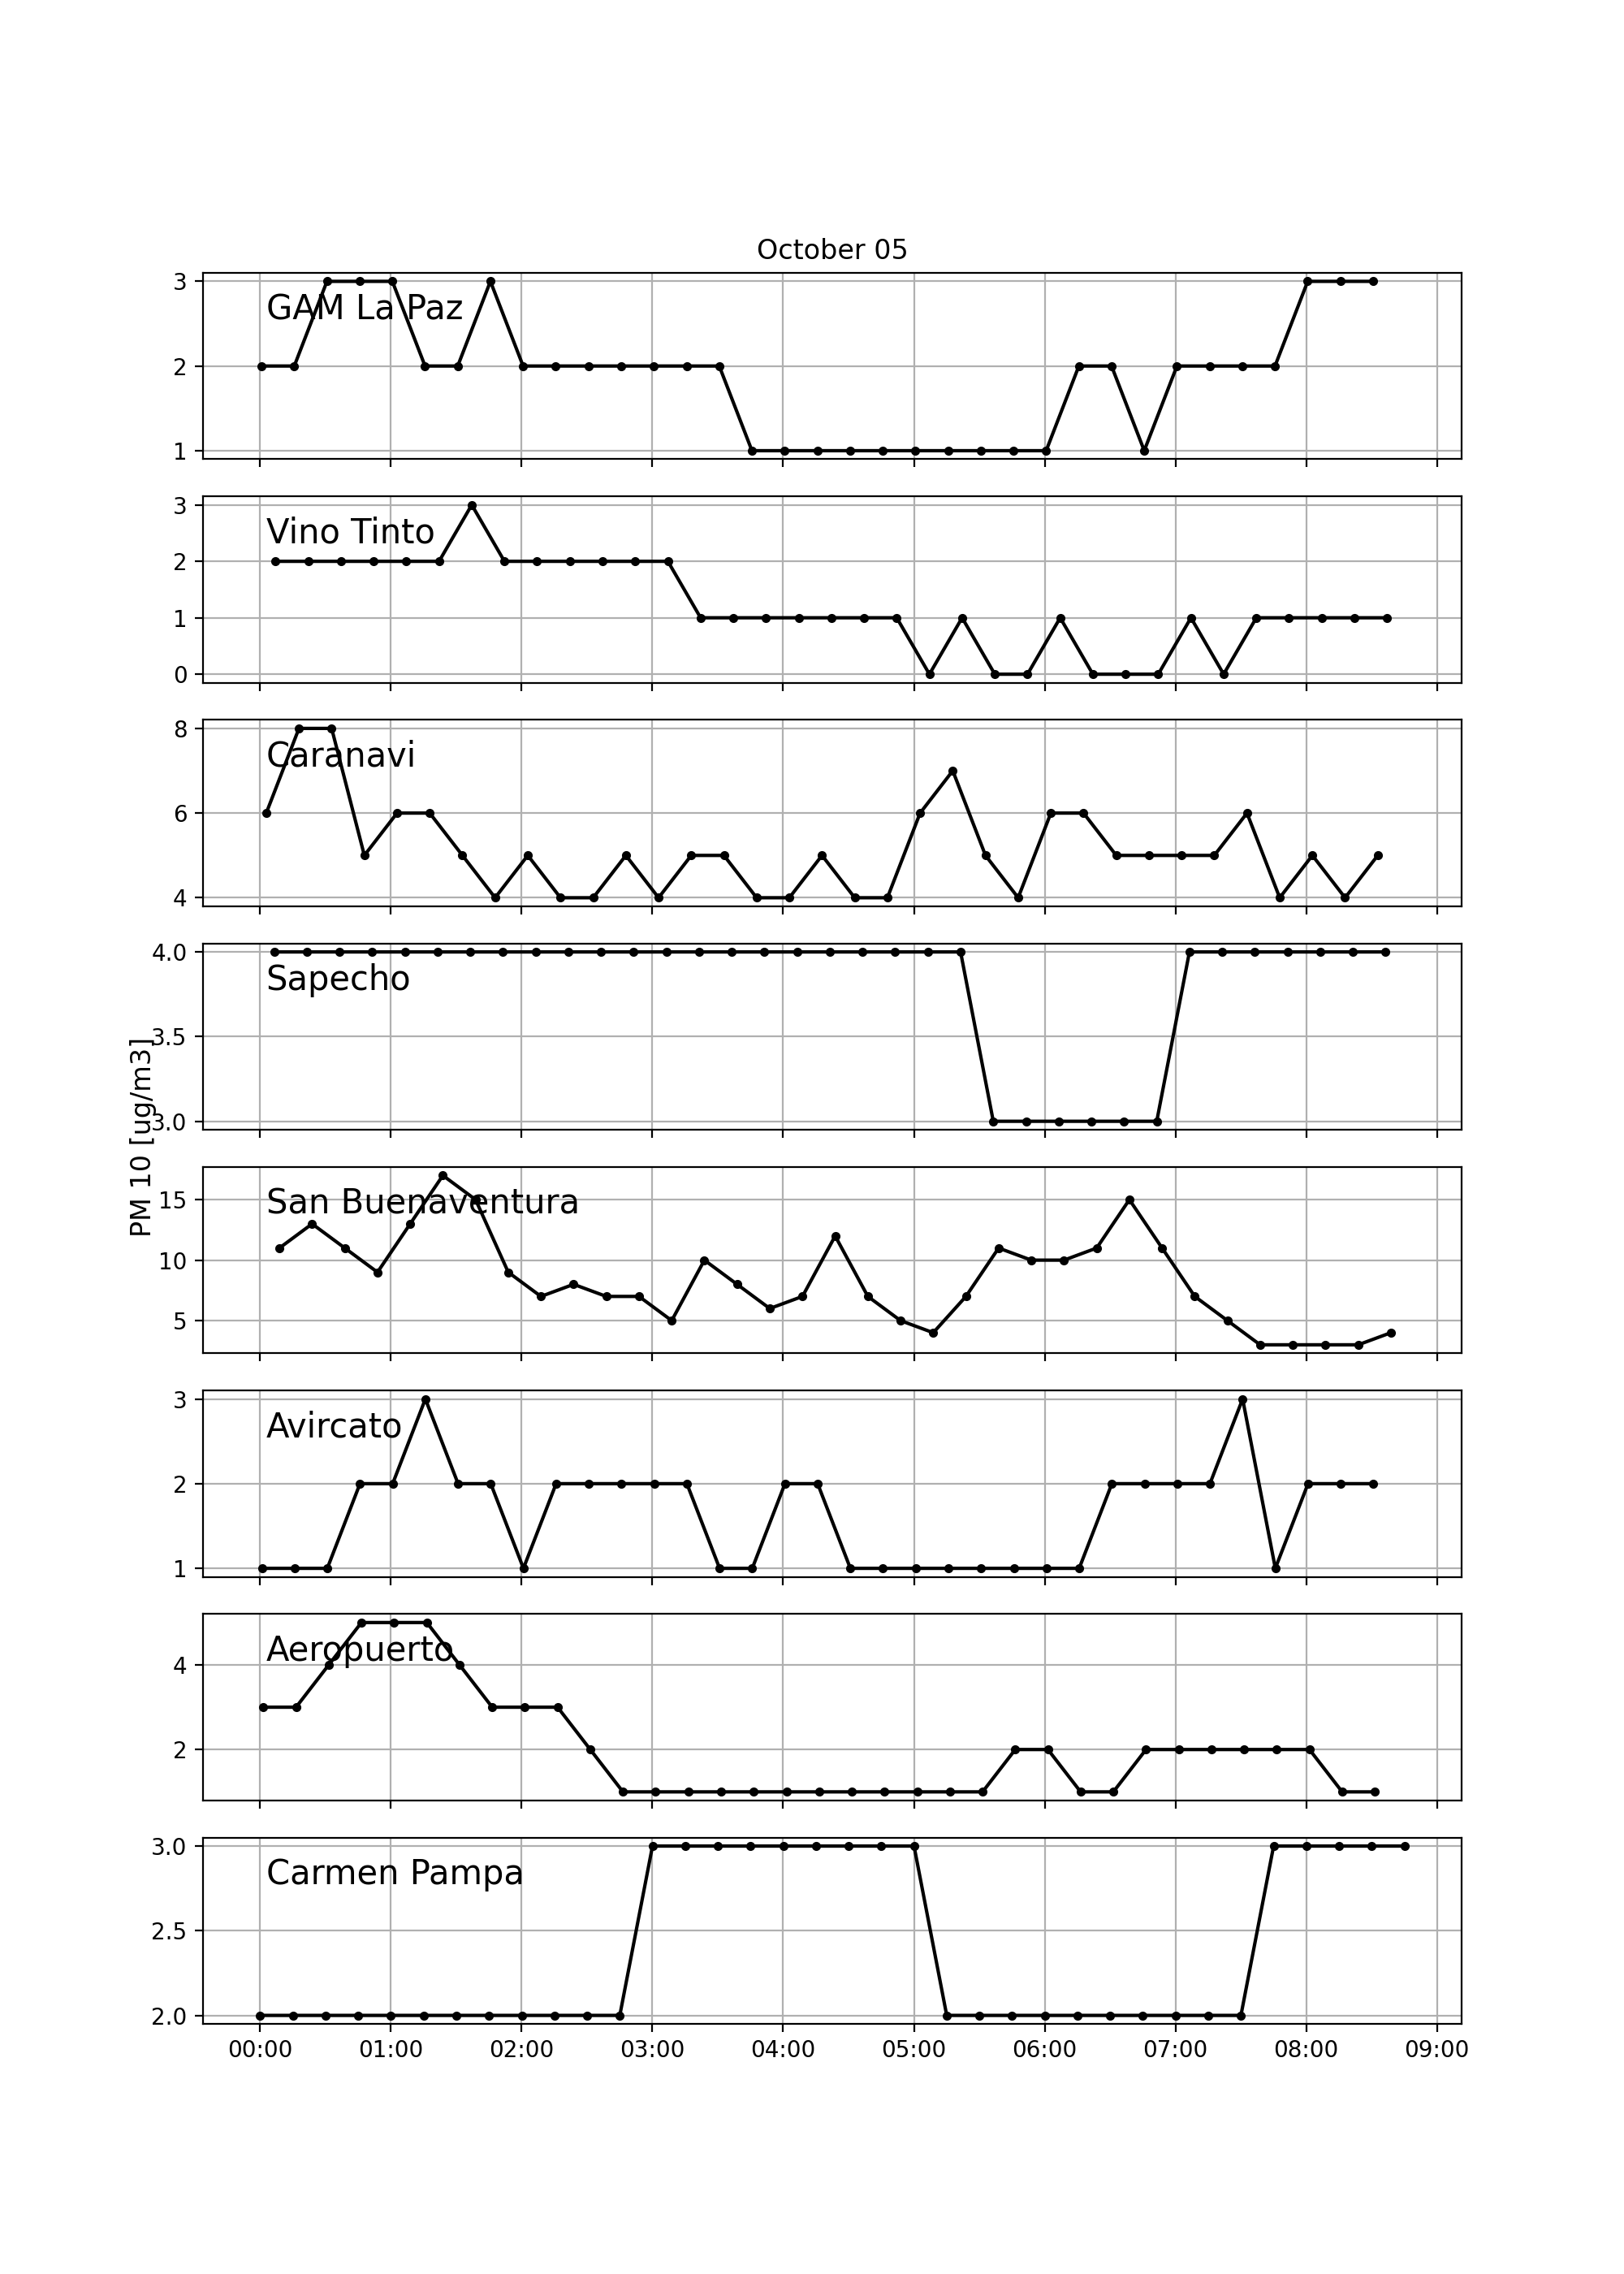 October 05
3
GAM La Paz
2
1
3
Vino Tinto
2
1
0
8
Caranavi
6
4
4.0
Sapecho
3.5
3.0
PM 10 [ug/m3]
15
San Buenaventura
10
5
3
Avircato
2
1
Aeropuerto
4
2
3.0
Carmen Pampa
2.5
2.0
00:00 01:00 02:00 03:00 04:00 05:00 06:00 07:00 08:00 09:00